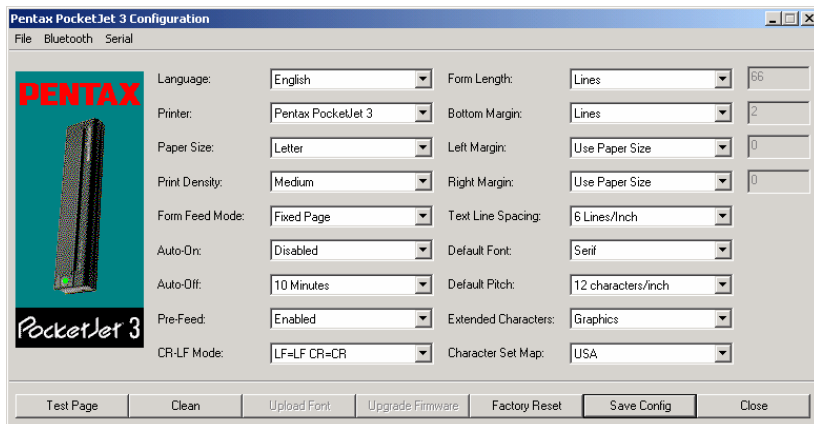 Pentax PocketJet 3 Configuration
File Bluetooth Serial
PENTAX
PocketJet 3
Language: English Form Length: Lines 66
Printer: Pentax PocketJet 3 Bottom Margin: Lines 2
Paper Size: Letter Left Margin: Use Paper Size 0
Print Density: Medium Right Margin: Use Paper Size 0
Form Feed Mode: Fixed Page Text Line Spacing: 6 Lines/Inch
Auto-On: Disabled Default Font: Serif
Auto-Off: 10 Minutes Default Pitch: 12 characters/inch
Pre-Feed: Enabled Extended Characters: Graphics
CR-LF Mode: LF=LF CR=CR Character Set Map: USA
Test Page Clean Upload Font Upgrade Firmware Factory Reset Save Config Close